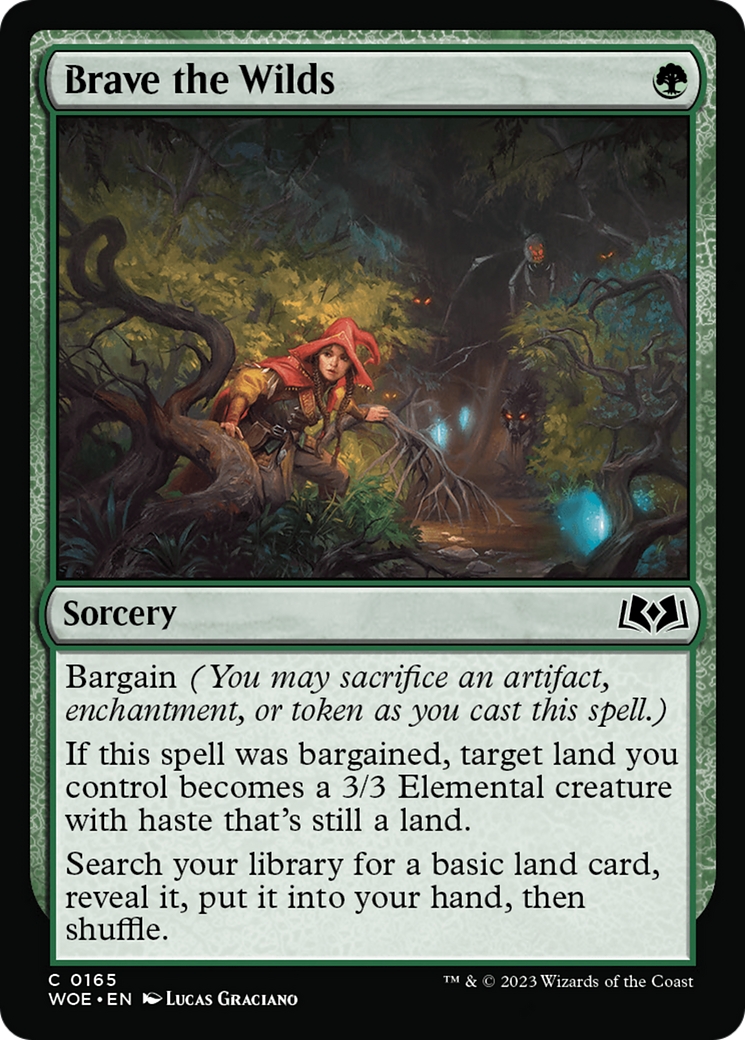 Brave the Wilds
Sorcery
Bargain (You may sacrifice an artifact,
enchantment, or token as you cast this spell.)
If this spell was bargained, target land you
control becomes a 3/3 Elemental creature
with haste that's still a land.
Search your library for a basic land card,
reveal it, put it into your hand, then
shuffle.
C 0165
™ & © 2023 Wizards of the Coast
WOE • EN Lucas Graciano